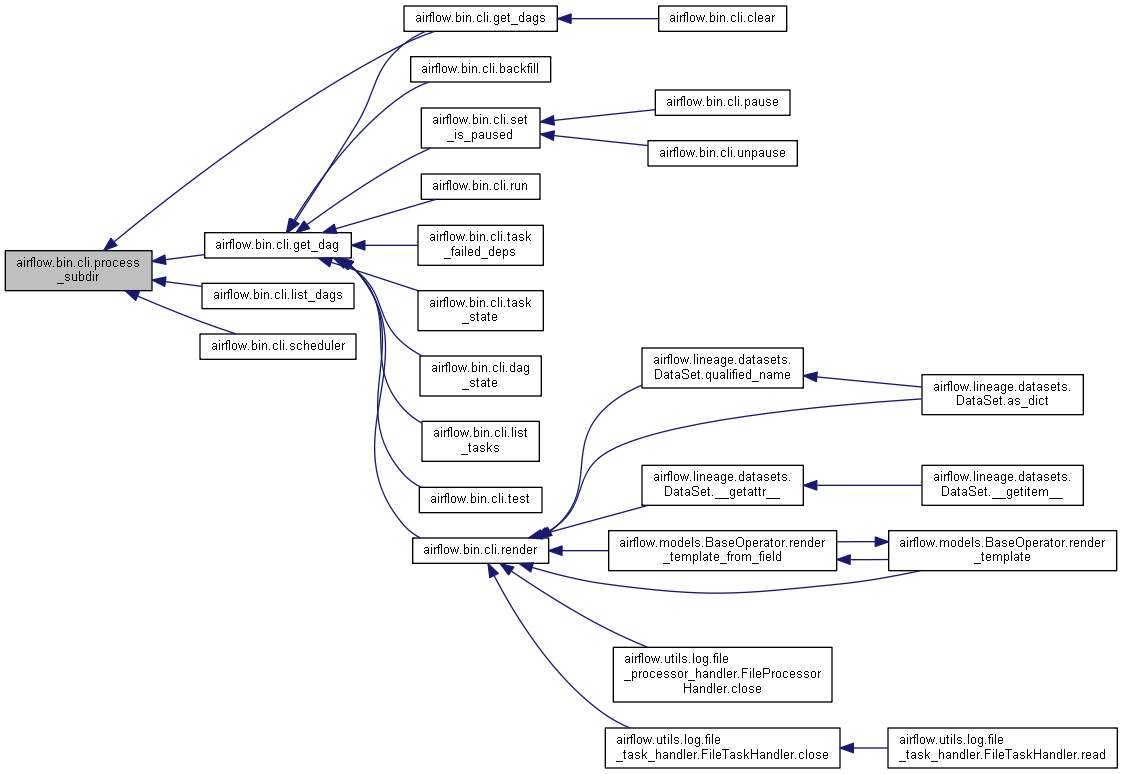 airflow.bin.cli.get_dags
airflow.bin.cli.clear
airflow.bin.cli.backfill
airflow.bin.cli.set
_is_paused
airflow.bin.cli.pause
airflow.bin.cli.unpause
airflow.bin.cli.run
airflow.bin.cli.process
_subdir
airflow.bin.cli.get_dag
airflow.bin.cli.task
_failed_deps
airflow.bin.cli.list_dags
airflow.bin.cli.task
_state
airflow.bin.cli.scheduler
airflow.bin.cli.dag
_state
airflow.lineage.datasets.
DataSet.qualified_name
airflow.lineage.datasets.
DataSet.as_dict
airflow.bin.cli.list
_tasks
airflow.lineage.datasets.
DataSet.__getattr__
airflow.lineage.datasets.
DataSet.__getitem__
airflow.bin.cli.test
airflow.bin.cli.render
airflow.models.BaseOperator.render
_template_from_field
airflow.models.BaseOperator.render
_template
airflow.utils.log.file
_processor_handler.FileProcessor
Handler.close
airflow.utils.log.file
_task_handler.FileTaskHandler.close
airflow.utils.log.file
_task_handler.FileTaskHandler.read